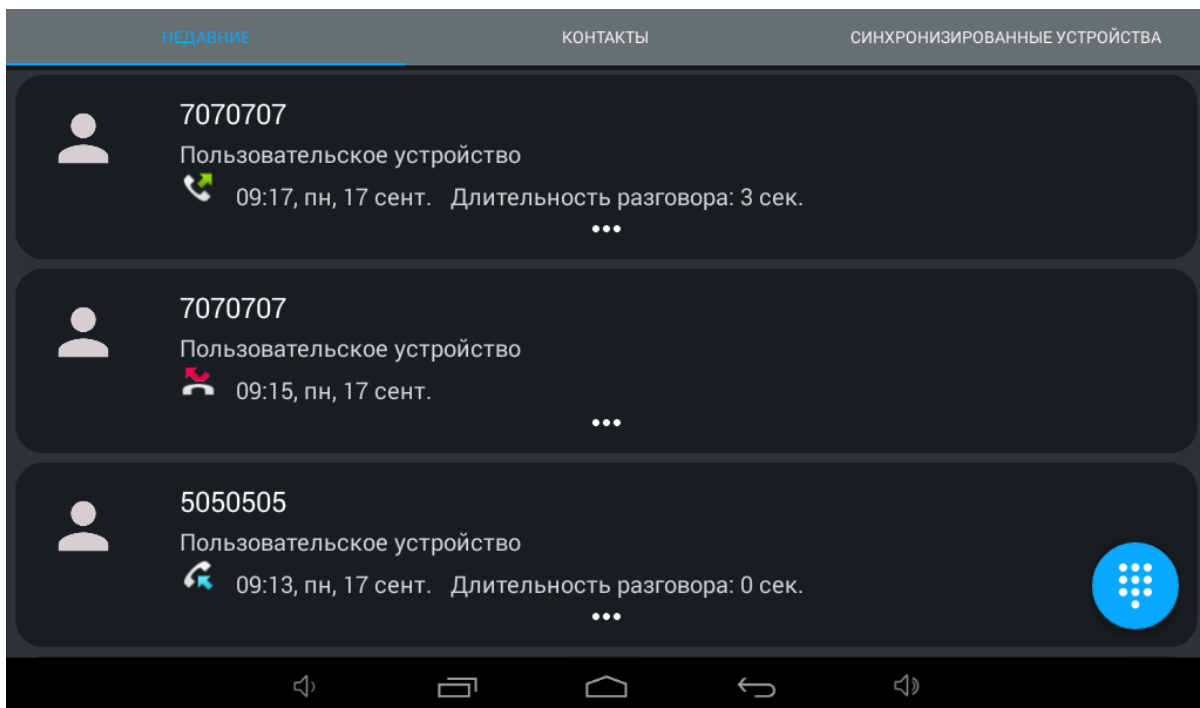 НЕДАВНИЕ КОНТАКТЫ СИНХРОНИЗИРОВАННЫЕ УСТРОЙСТВА
7070707
Пользовательское устройство
09:17, пн, 17 сент. Длительность разговора: 3 сек.
7070707
Пользовательское устройство
09:15, пн, 17 сент.
5050505
Пользовательское устройство
09:13, пн, 17 сент. Длительность разговора: 0 сек.